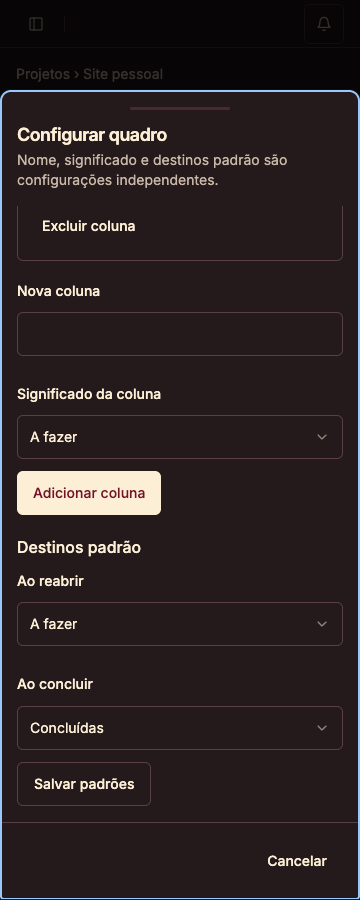 Projetos › Site pessoal
Configurar quadro
Nome, significado e destinos padrão são
configurações independentes.
Excluir coluna
Nova coluna
Significado da coluna
A fazer
Adicionar coluna
Destinos padrão
Ao reabrir
A fazer
Ao concluir
Concluídas
Salvar padrões
Cancelar